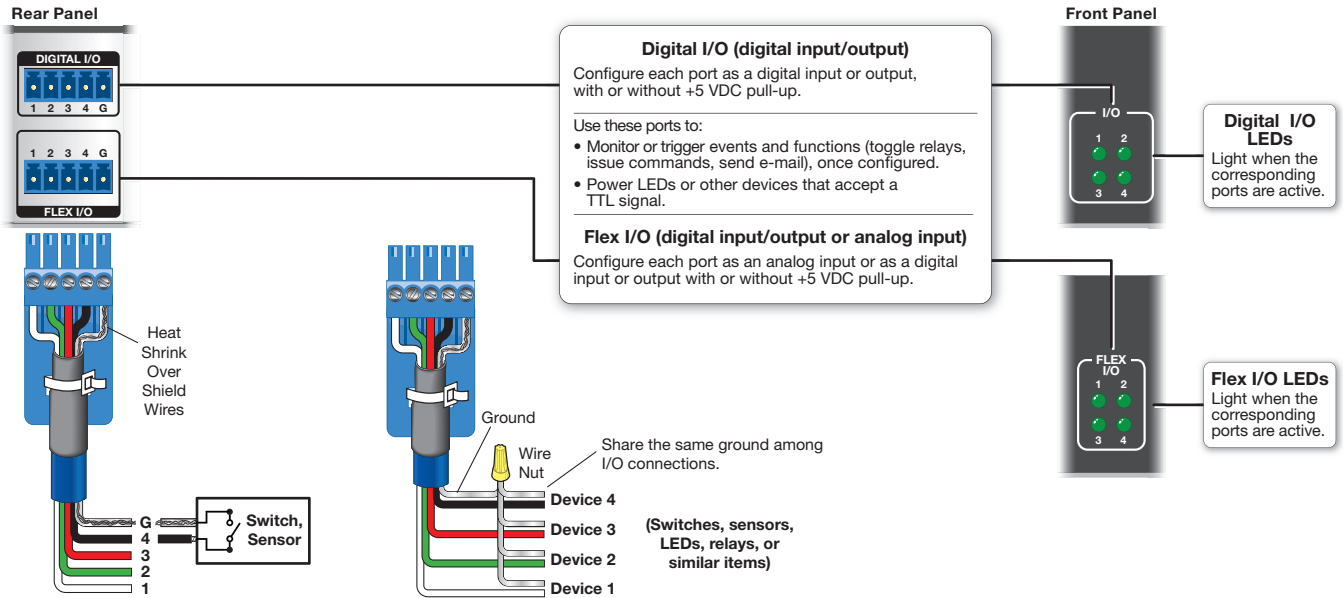 Rear Panel
DIGITAL I/O
1 2 3 4 G
1 2 3 4 G
FLEX I/O
Heat
Shrink
Over
Shield
Wires
G
4
3
2
1
Switch,
Sensor
Ground
Wire
Nut
Share the same ground among
I/O connections.
Device 4
Device 3
Device 2
Device 1
(Switches, sensors,
LEDs, relays, or
similar items)
Digital I/O (digital input/output)
Configure each port as a digital input or output,
with or without +5 VDC pull-up.
Use these ports to:
• Monitor or trigger events and functions (toggle relays,
issue commands, send e-mail), once configured.
• Power LEDs or other devices that accept a
TTL signal.
Flex I/O (digital input/output or analog input)
Configure each port as an analog input or as a digital
input or output with or without +5 VDC pull-up.
Front Panel
I/O
1 2
3 4
Digital I/O
LEDs
Light when the
corresponding
ports are active.
FLEX
I/O
1 2
3 4
Flex I/O LEDs
Light when the
corresponding
ports are active.